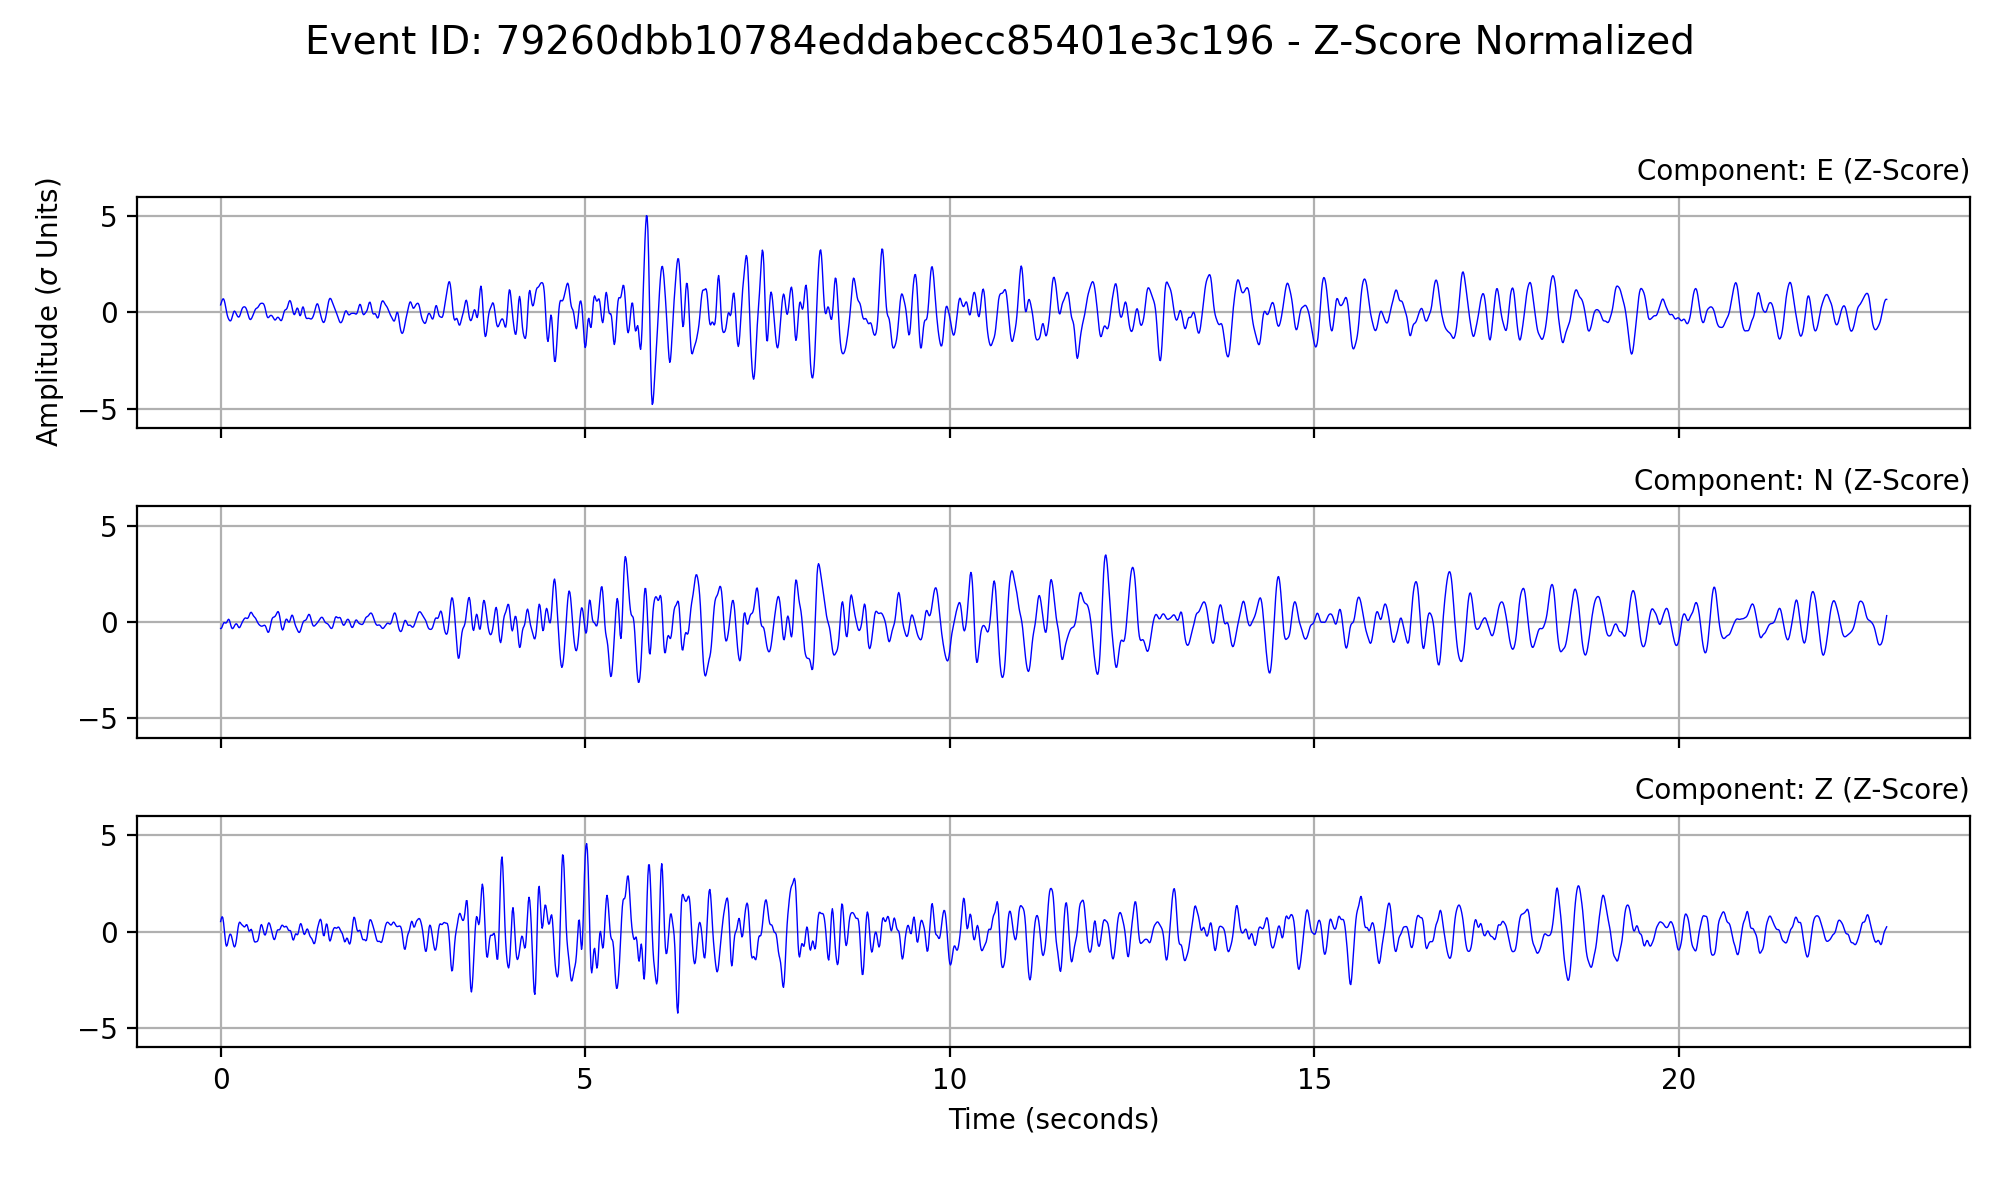 Event ID: 79260dbb10784eddabecc85401e3c196 - Z-Score Normalized
Component: E (Z-Score)
Amplitude (σ Units)
5
0
−5
Component: N (Z-Score)
5
0
−5
Component: Z (Z-Score)
5
0
−5
0 5 10 15 20
Time (seconds)